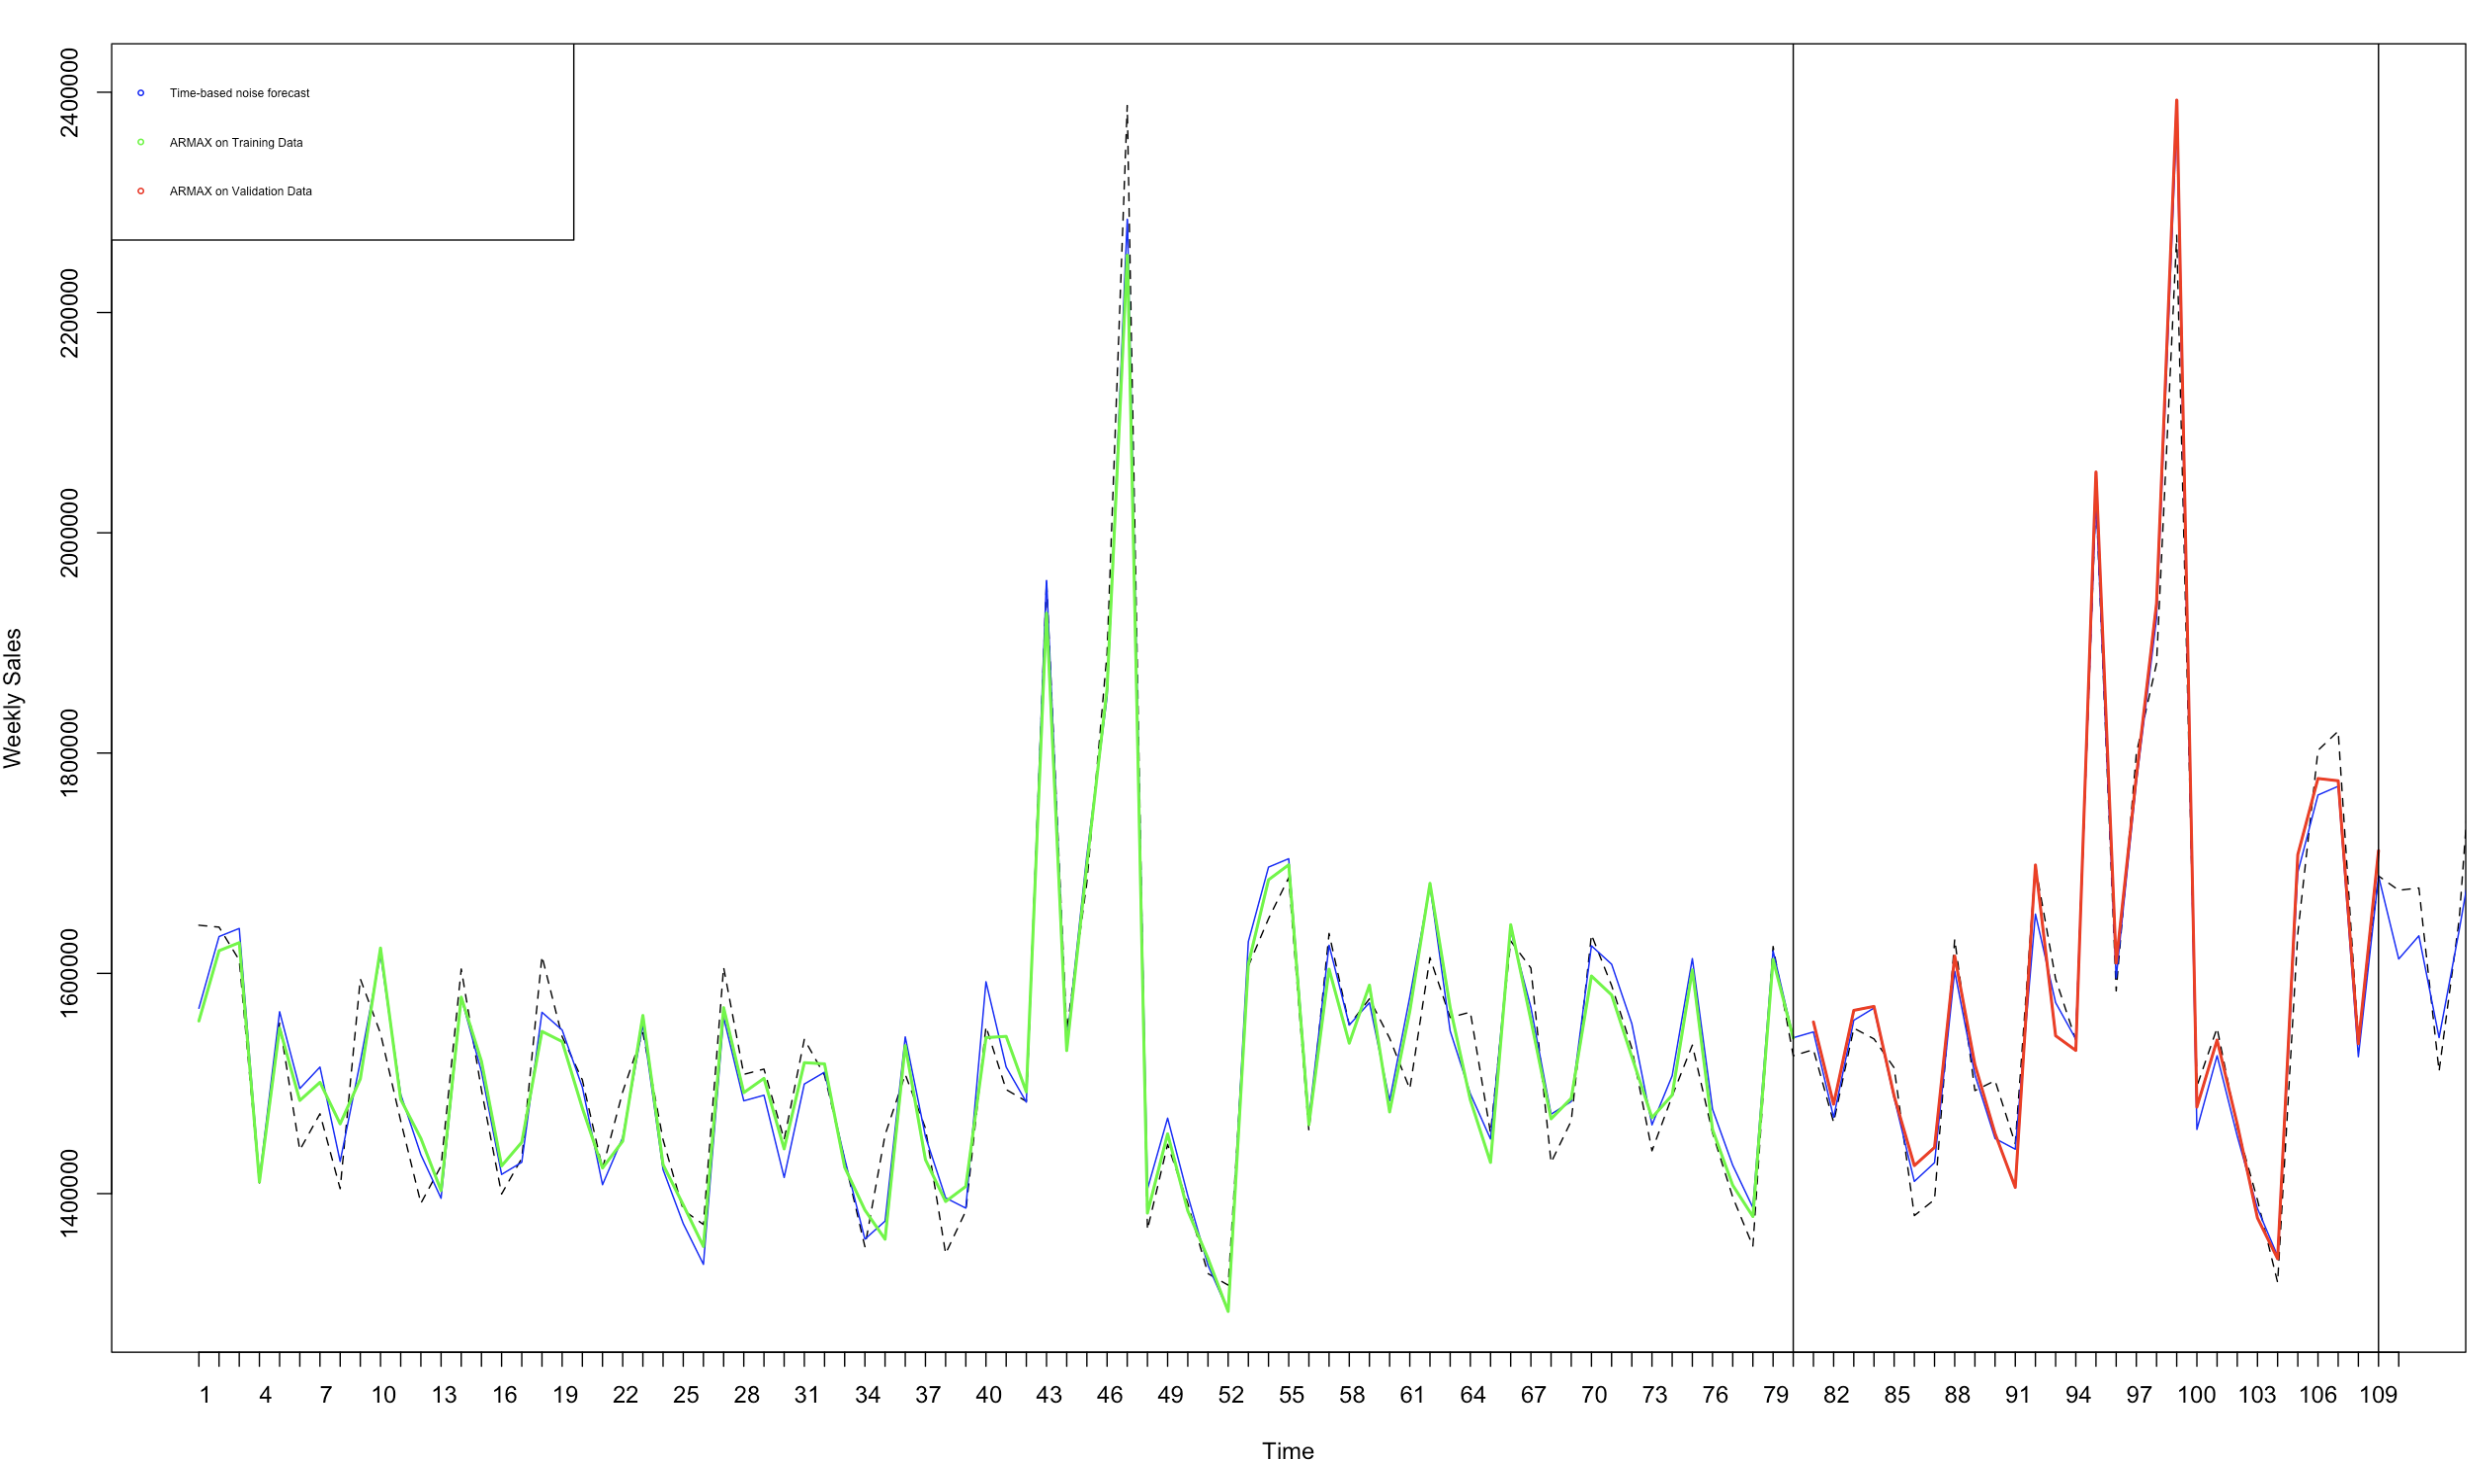 Time-based noise forecast
ARMAX on Training Data
ARMAX on Validation Data
2400000
2200000
2000000
1800000
1600000
1400000
Weekly Sales
1 4 7 10 13 16 19 22 25 28 31 34 37 40 43 46 49 52 55 58 61 64 67 70 73 76 79 82 85 88 91 94 97 100 103 106 109
Time